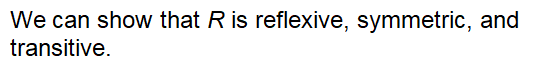 We can show that R is reflexive, symmetric, and
transitive.